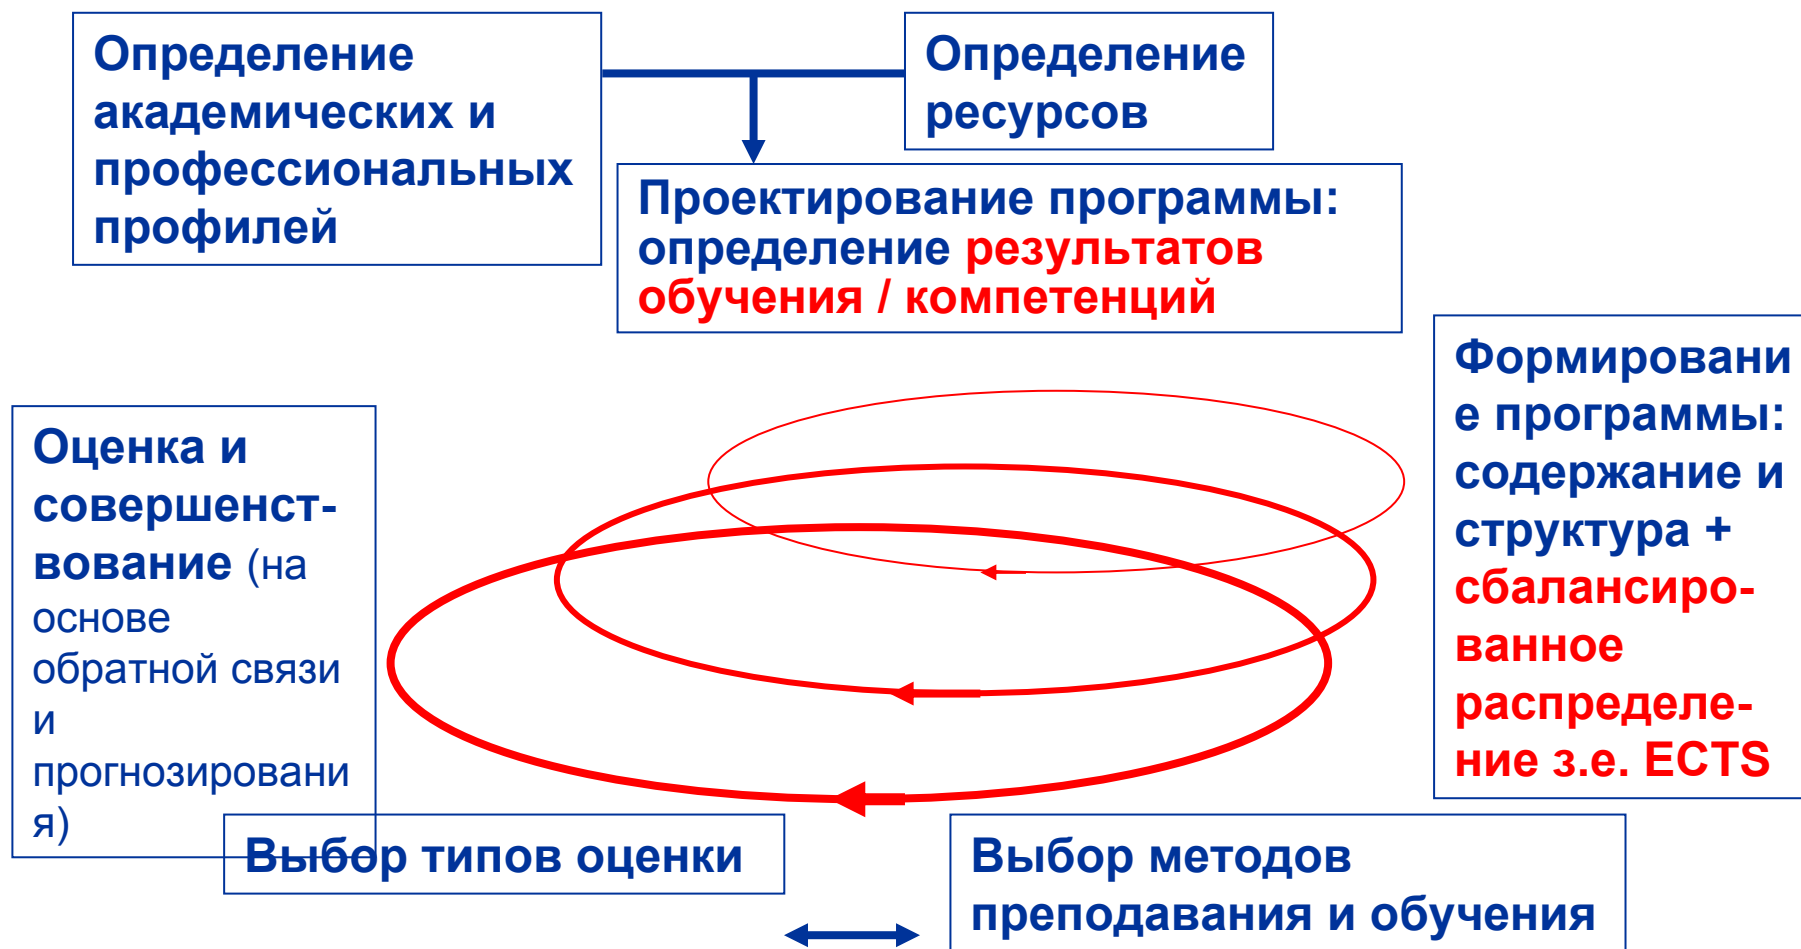 Определение
академических и
профессиональных
профилей
Определение
ресурсов
Проектирование программы:
определение результатов
обучения / компетенций
Формировани
е программы:
содержание и
структура +
сбалансиро-
ванное
распределе-
ние з.е. ECTS
Оценка и
совершенст-
вование (на
основе
обратной связи
и
прогнозировани
я)
Выбор типов оценки
Выбор методов
преподавания и обучения